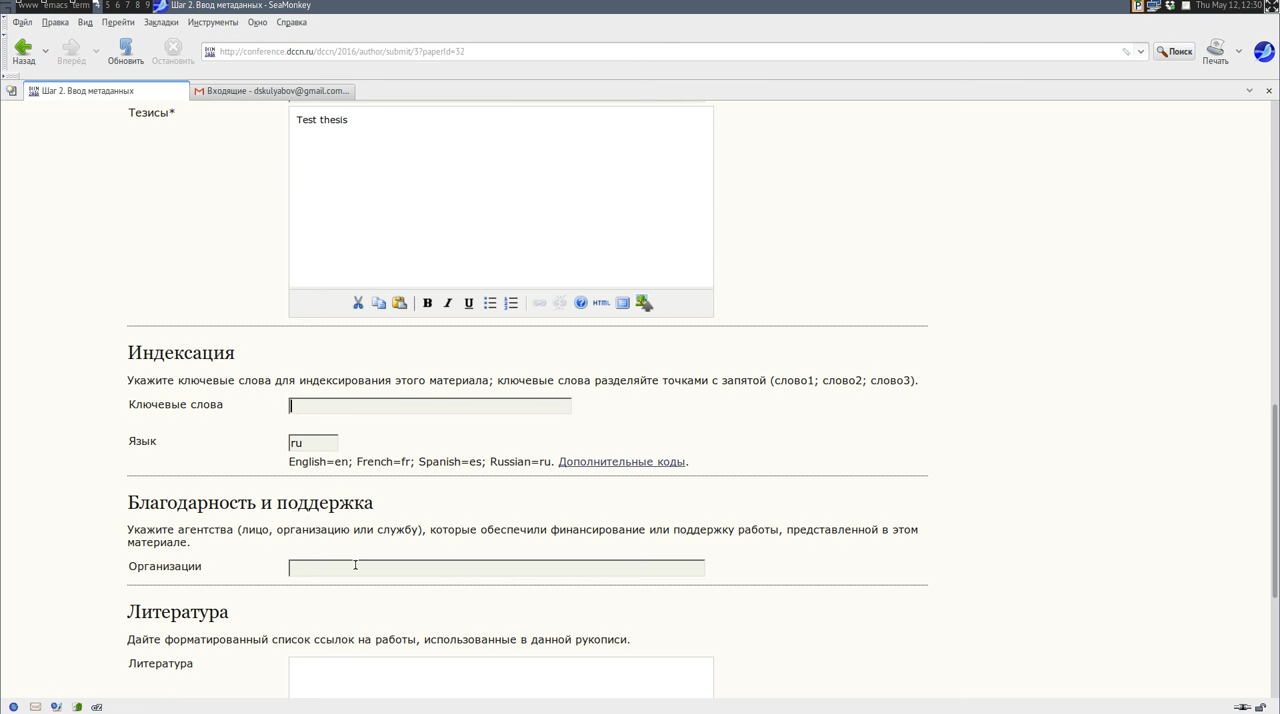 www emacs term 4 5 6 7 8 9 Шаг 2. Ввод метаданных - SeaMonkey Thu May 12, 12:30
Файл Правка Вид Перейти Закладки Инструменты Окно Справка
Назад Вперёд Обновить Остановить http://conference.dccn.ru/dccn/2016/author/submit/3?paperId=32 Поиск Печать
Шаг 2. Ввод метаданных Входящие - dskulyabov@gmail.com...
Тезисы* Test thesis
B I U HTML
Индексация
Укажите ключевые слова для индексирования этого материала; ключевые слова разделяйте точками с запятой (слово1; слово2; слово3).
Ключевые слова
Язык ru
English=en; French=fr; Spanish=es; Russian=ru. Дополнительные коды.
Благодарность и поддержка
Укажите агентства (лицо, организацию или службу), которые обеспечили финансирование или поддержку работы, представленной в этом
материале.
Организации
Литература
Дайте форматированный список ссылок на работы, использованные в данной рукописи.
Литература